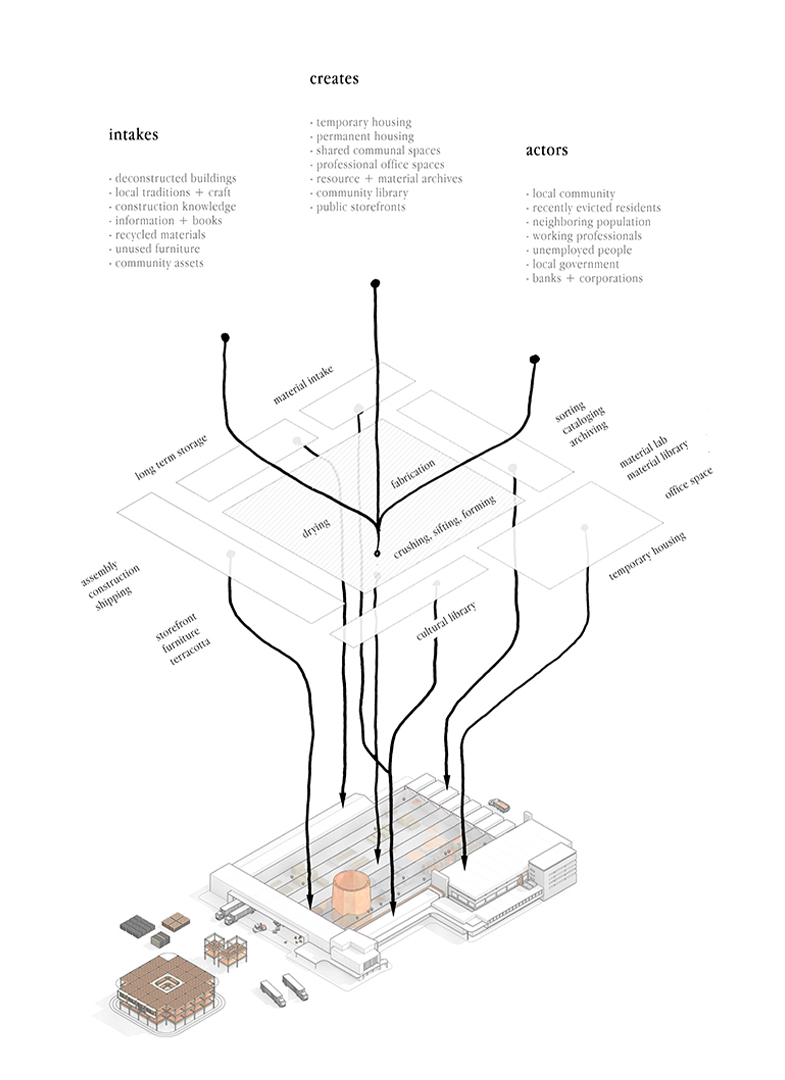 creates
- temporary housing
- permanent housing
- shared communal spaces
- professional office spaces
- resource + material archives
- community library
- public storefronts
intakes
- deconstructed buildings
- local traditions + craft
- construction knowledge
- information + books
- recycled materials
- unused furniture
- community assets
actors
- local community
- recently evicted residents
- neighboring population
- working professionals
- unemployed people
- local government
- banks + corporations
material intake
long term storage
sorting
cataloging
archiving
material lab
material library
office space
fabrication
drying
crushing, sifting, forming
temporary housing
assembly
construction
shipping
storefront
furniture
terracotta
cultural library